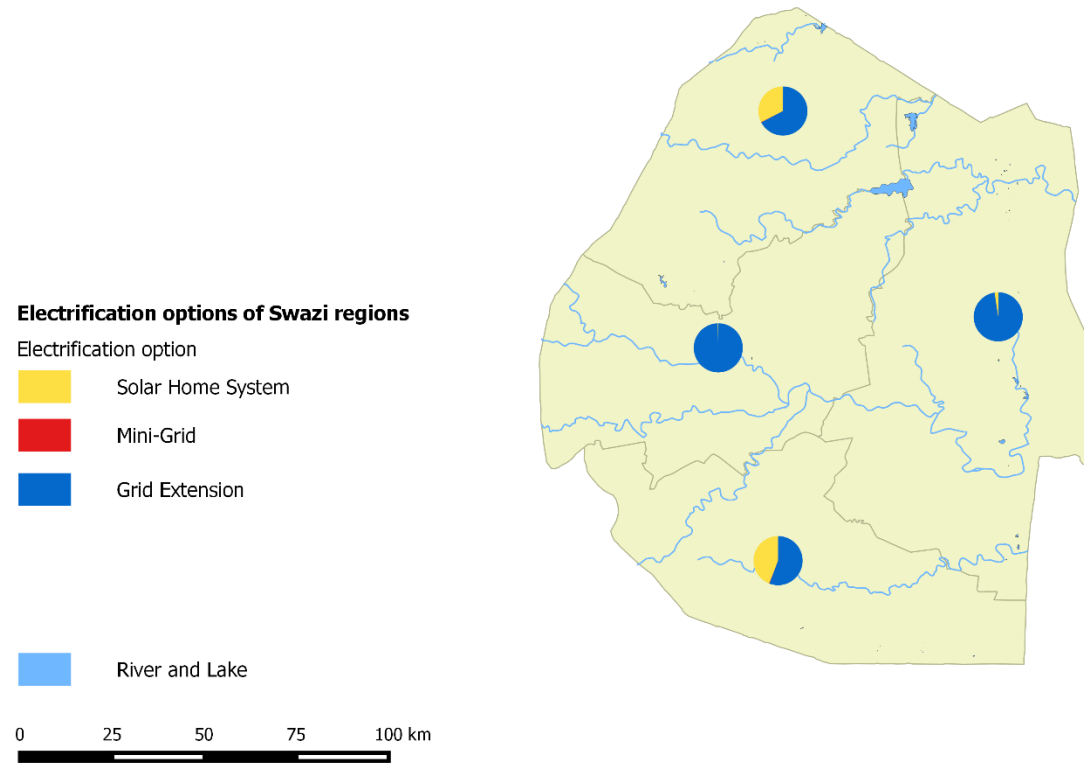 Electrification options of Swazi regions
Electrification option
Solar Home System
Mini-Grid
Grid Extension
River and Lake
0 25 50 75 100 km